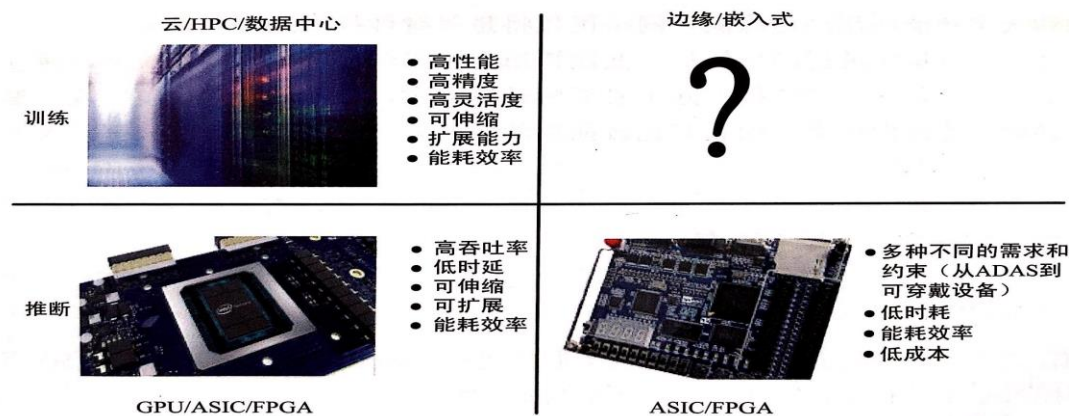 云/HPC/数据中心
边缘/嵌入式
训练
● 高性能
● 高精度
● 高灵活度
● 可伸缩
● 扩展能力
● 能耗效率
?
推断
● 高吞吐率
● 低时延
● 可伸缩
● 可扩展
● 能耗效率
● 多种不同的需求和
约束（从ADAS到
可穿戴设备）
● 低时耗
● 能耗效率
● 低成本
GPU/ASIC/FPGA
ASIC/FPGA